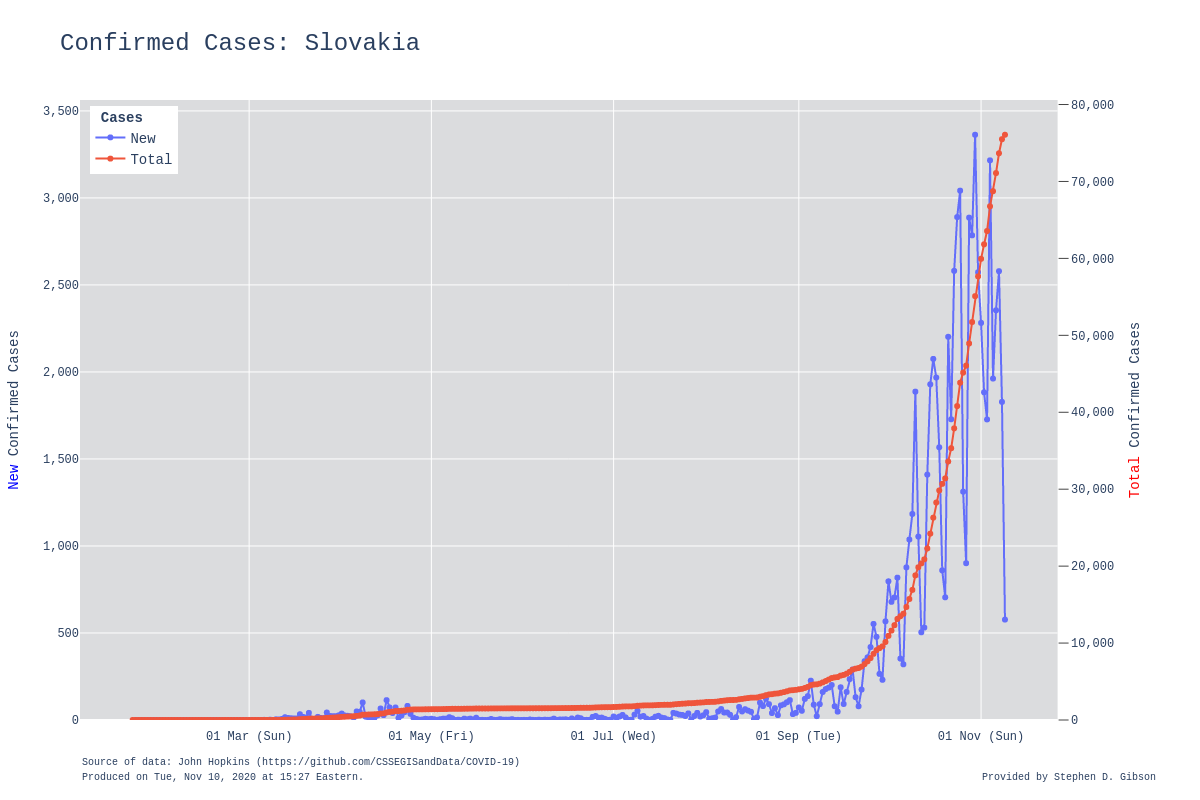 Confirmed Cases: Slovakia
Cases
New
Total
3,500
3,000
2,500
2,000
1,500
1,000
500
0
New Confirmed Cases
80,000
70,000
60,000
50,000
40,000
30,000
20,000
10,000
0
Total Confirmed Cases
01 Mar (Sun)
01 May (Fri)
01 Jul (Wed)
01 Sep (Tue)
01 Nov (Sun)
Source of data: John Hopkins (https://github.com/CSSEGISandData/COVID-19)
Produced on Tue, Nov 10, 2020 at 15:27 Eastern.
Provided by Stephen D. Gibson